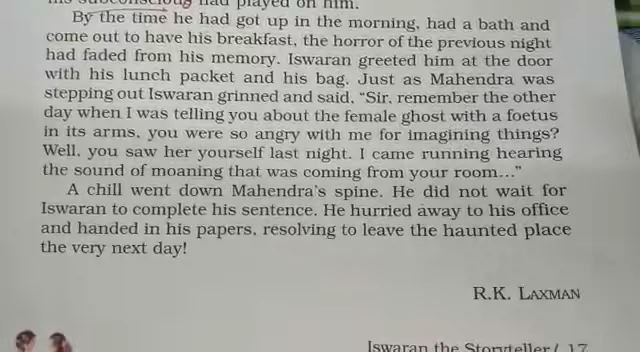 his subconscious had played on him.
By the time he had got up in the morning, had a bath and
come out to have his breakfast, the horror of the previous night
had faded from his memory. Iswaran greeted him at the door
with his lunch packet and his bag. Just as Mahendra was
stepping out Iswaran grinned and said, “Sir, remember the other
day when I was telling you about the female ghost with a foetus
in its arms, you were so angry with me for imagining things?
Well, you saw her yourself last night. I came running hearing
the sound of moaning that was coming from your room...”
A chill went down Mahendra's spine. He did not wait for
Iswaran to complete his sentence. He hurried away to his office
and handed in his papers, resolving to leave the haunted place
the very next day!
R.K. LAXMAN
Iswaran the Storyteller / 17